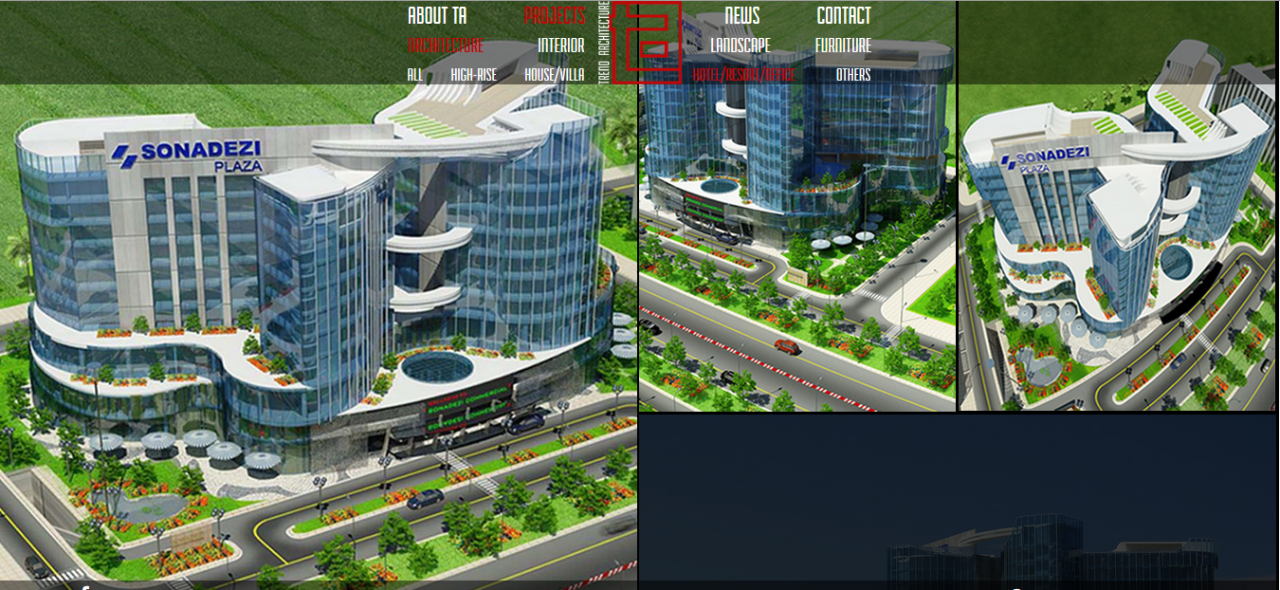 ABOUT TA PROJECTS NEWS CONTACT
ARCHITECTURE INTERIOR LANDSCAPE FURNITURE
ALL HIGH-RISE HOUSE/VILLA HOTEL/RESORT/OFFICE OTHERS
TREND ARCHITECTURE
SONADEZI
PLAZA
SONADEZI
PLAZA